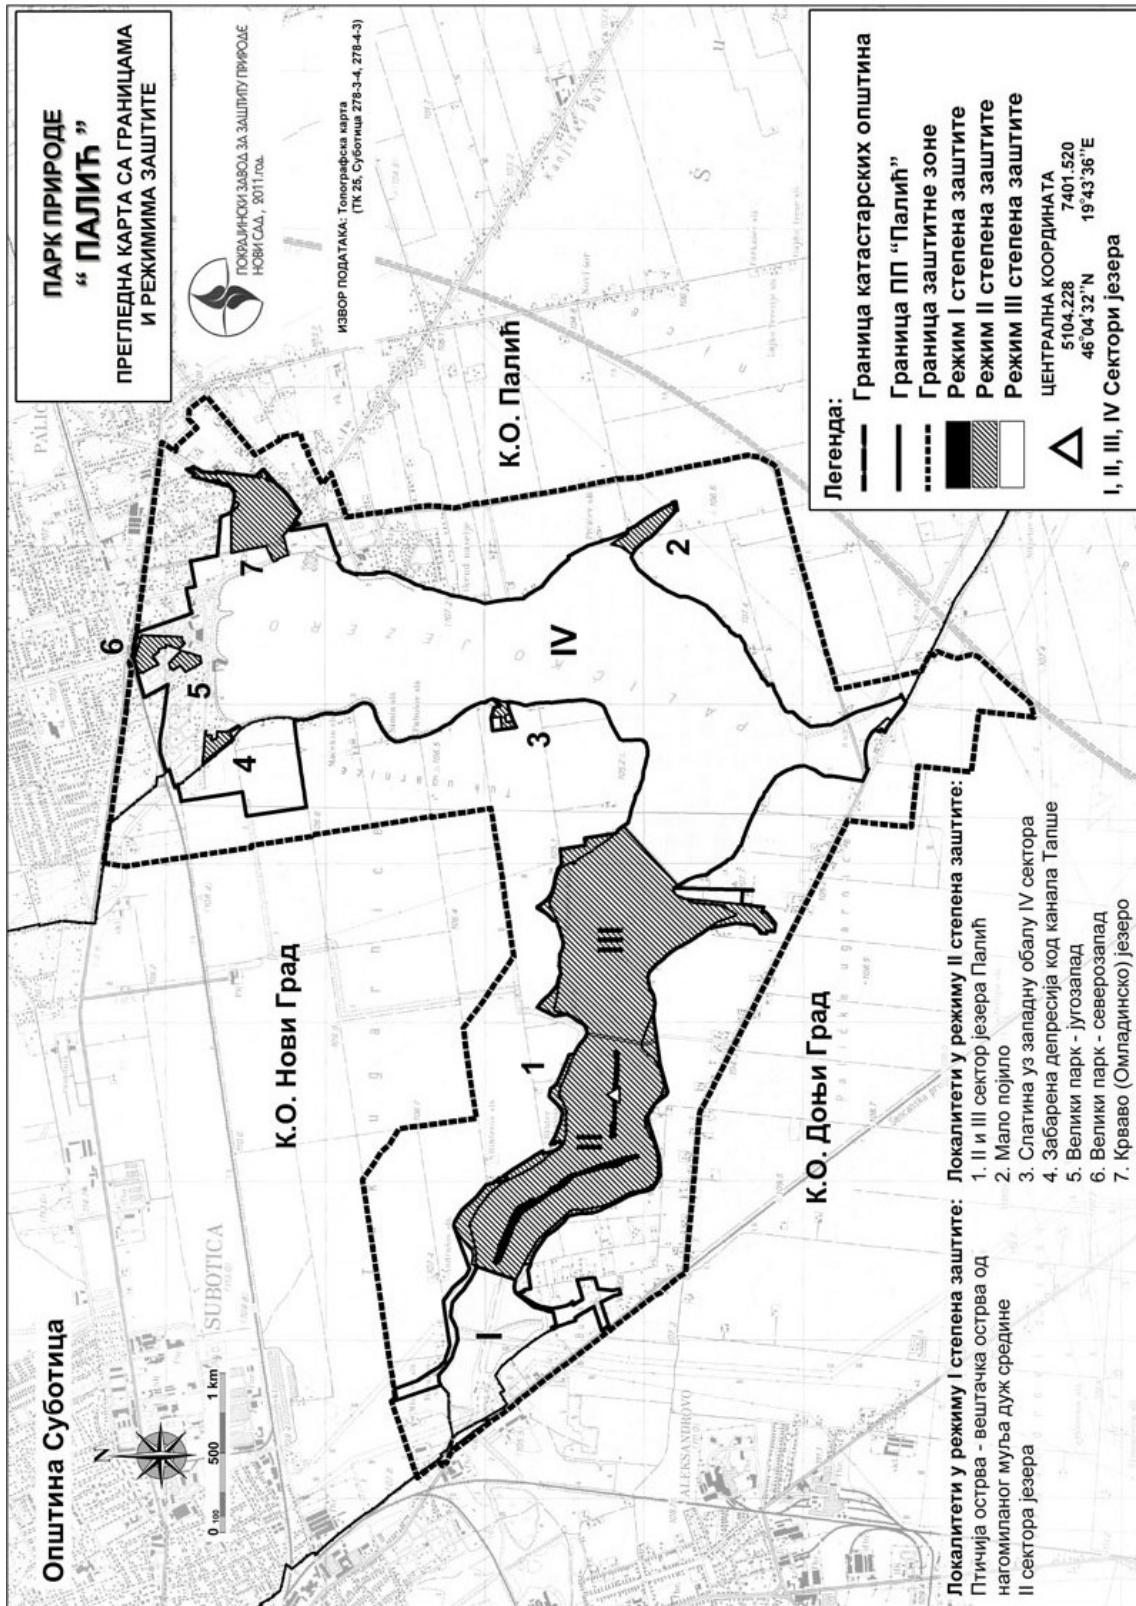 Општина Суботица
N
0 100 500 1 km
ПАРК ПРИРОДЕ
“ ПАЛИЋ ”
ПРЕГЛЕДНА КАРТА СА ГРАНИЦАМА
И РЕЖИМИМА ЗАШТИТЕ
ПОКРАЈИНСКИ ЗАВОД ЗА ЗАШТИТУ ПРИРОДЕ
НОВИ САД, 2011.год.
ИЗВОР ПОДАТАКА: Топографска карта
(ТК 25, Суботица 278-3-4, 278-4-3)
SUBOTICA
PALIĆ
К.О. Нови Град
К.О. Палић
К.О. Доњи Град
ALEKSANDROVO
I
II
III
IV
1
2
3
4
5
6
7
Локалитети у режиму I степена заштите:
Птичија острва - вештачка острва од
нагомиланог муља дуж средине
II сектора језера
Локалитети у режиму II степена заштите:
1. II и III сектор језера Палић
2. Мало појило
3. Слатина уз западну обалу IV сектора
4. Забарена депресија код канала Тапше
5. Велики парк - југозапад
6. Велики парк - северозапад
7. Крваво (Омладинско) језеро
Легенда:
Граница катастарских општина
Граница ПП “Палић”
Граница заштитне зоне
Режим I степена заштите
Режим II степена заштите
Режим III степена заштите
ЦЕНТРАЛНА КООРДИНАТА
5104.228 7401.520
46°04'32"N 19°43'36"E
I, II, III, IV Сектори језера